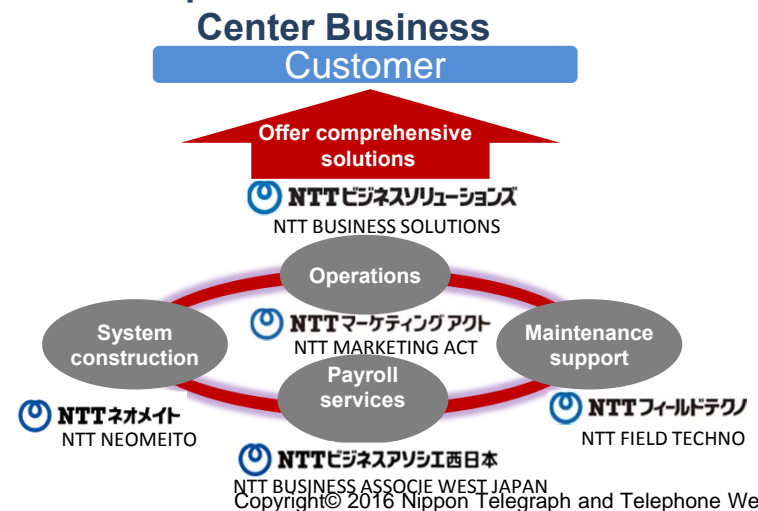 Center Business
Customer
Offer comprehensive
solutions
NTTビジネスソリューションズ
NTT BUSINESS SOLUTIONS
Operations
NTTマーケティングアクト
NTT MARKETING ACT
System
construction
Maintenance
support
Payroll
services
NTTネオメイト
NTT NEOMEITO
NTTフィールドテクノ
NTT FIELD TECHNO
NTTビジネスアソシエ西日本
NTT BUSINESS ASSOCIE WEST JAPAN
Copyright© 2016 Nippon Telegraph and Telephone We